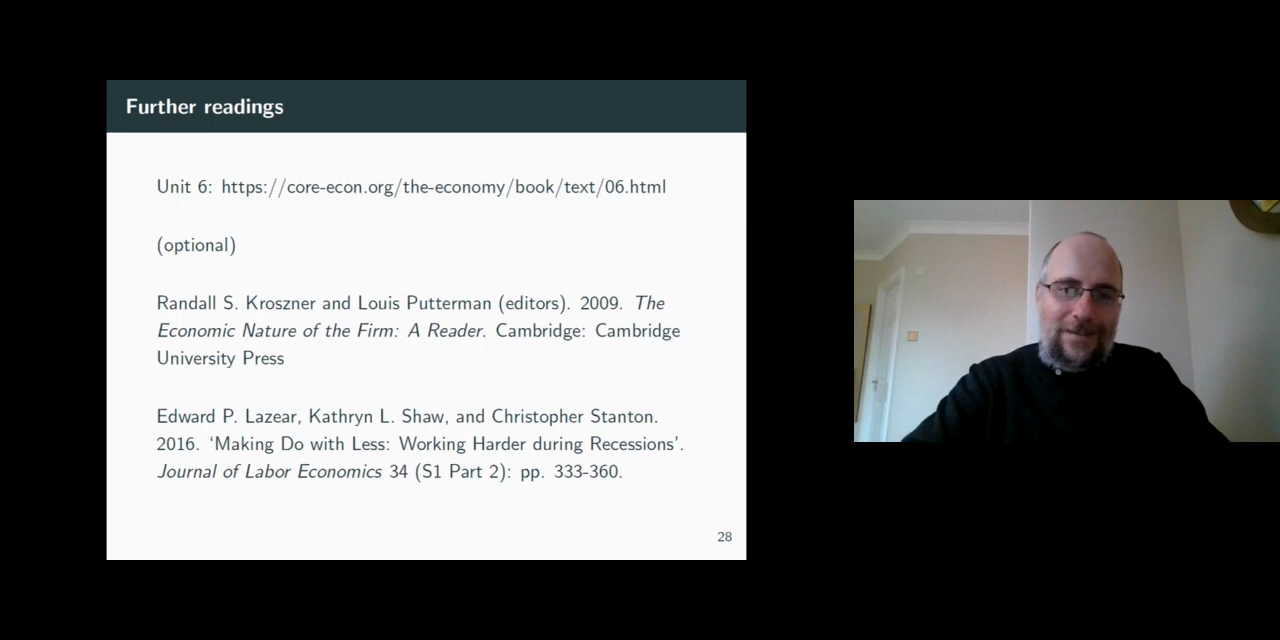 Further readings
Unit 6: https://core-econ.org/the-economy/book/text/06.html
(optional)
Randall S. Kroszner and Louis Putterman (editors). 2009. The
Economic Nature of the Firm: A Reader. Cambridge: Cambridge
University Press
Edward P. Lazear, Kathryn L. Shaw, and Christopher Stanton.
2016. ‘Making Do with Less: Working Harder during Recessions’.
Journal of Labor Economics 34 (S1 Part 2): pp. 333-360.
28